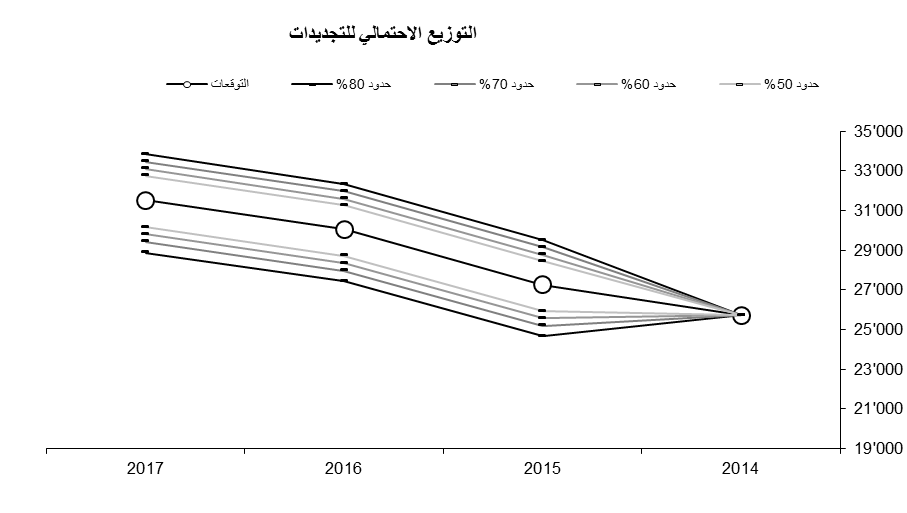 التوزيع الاحتمالي للتجديدات
التوقعات
حدود 80%
حدود 70%
حدود 60%
حدود 50%
35'000
33'000
31'000
29'000
27'000
25'000
23'000
21'000
19'000
2017 2016 2015 2014